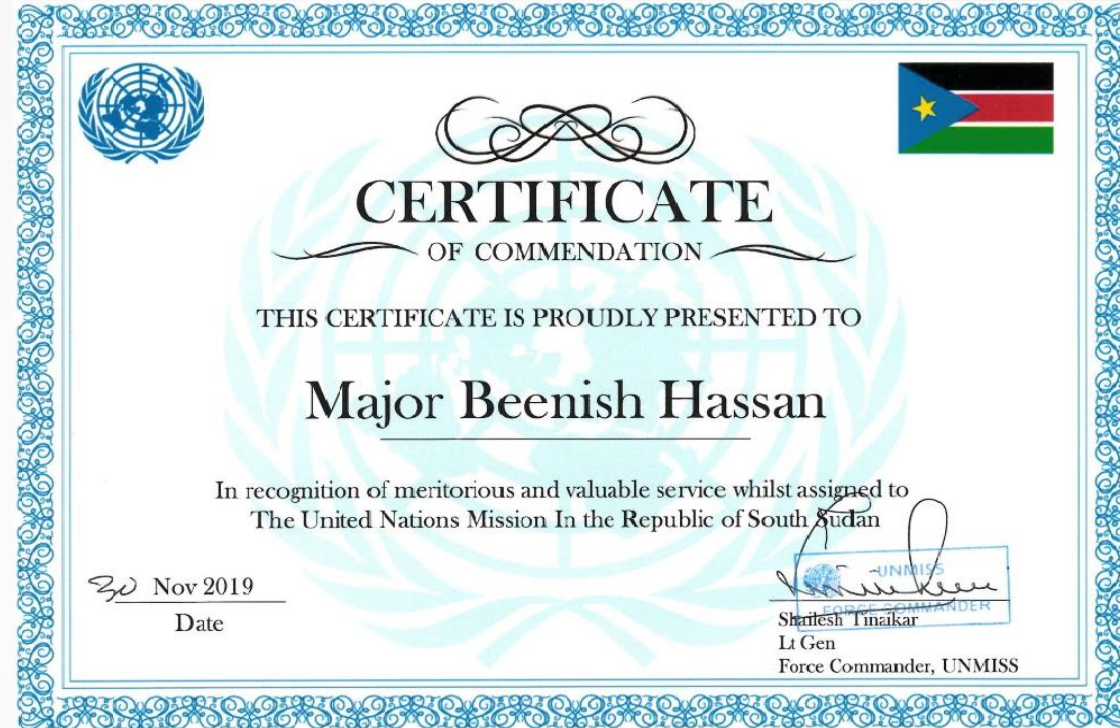 CERTIFICATE
OF COMMENDATION
THIS CERTIFICATE IS PROUDLY PRESENTED TO
Major Beenish Hassan
In recognition of meritorious and valuable service whilst assigned to
The United Nations Mission In the Republic of South Sudan
30 Nov 2019
Date
UNMISS
FORCE COMMANDER
Shailesh Tinaikar
Lt Gen
Force Commander, UNMISS